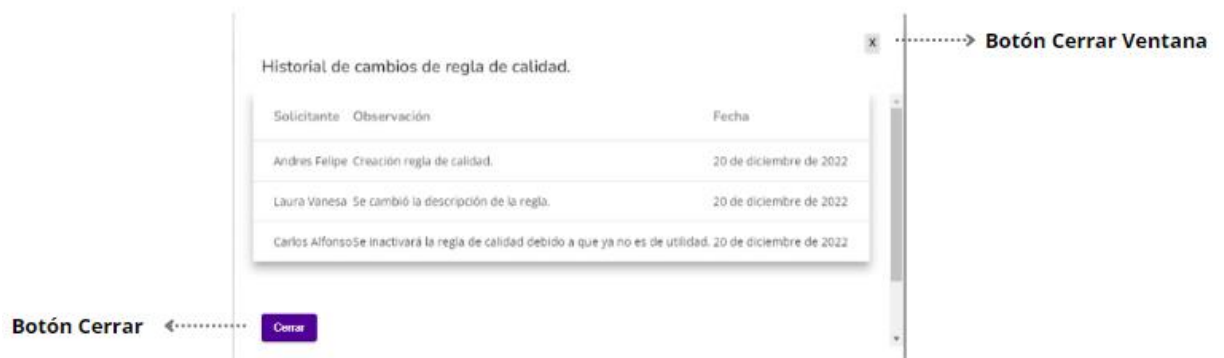 X
Botón Cerrar Ventana
Historial de cambios de regla de calidad.
Solicitante Observación Fecha
Andres Felipe Creación regla de calidad. 20 de diciembre de 2022
Laura Vanesa Se cambió la descripción de la regla. 20 de diciembre de 2022
Carlos Alfonso Se inactivará la regla de calidad debido a que ya no es de utilidad. 20 de diciembre de 2022
Botón Cerrar
Cerrar